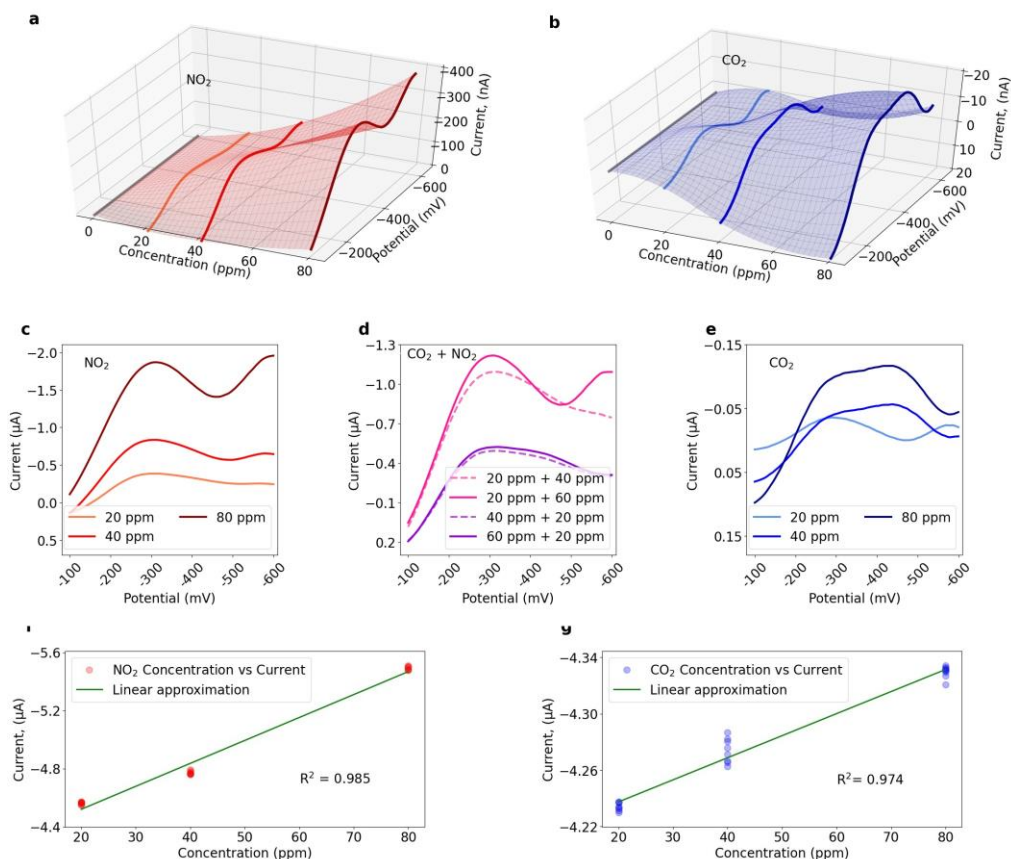 a
NO2
−400
−300
−200
−100
0
Current, (nA)
−600
−400
−200
Potential (mV)
0
20
40
60
80
Concentration (ppm)
b
CO2
−20
−10
0
10
20
Current, (nA)
−600
−400
−200
Potential (mV)
0
20
40
60
80
Concentration (ppm)
c
NO2
−2.0
−1.5
−1.0
−0.5
0.0
0.5
Current (μA)
20 ppm
40 ppm
80 ppm
-100
-200
-300
-400
-500
-600
Potential (mV)
d
CO2 + NO2
−1.3
−1.0
−0.7
−0.4
−0.1
0.2
Current (μA)
20 ppm + 40 ppm
20 ppm + 60 ppm
40 ppm + 20 ppm
60 ppm + 20 ppm
-100
-200
-300
-400
-500
-600
Potential (mV)
e
CO2
−0.15
−0.05
0.05
0.15
Current (μA)
20 ppm
40 ppm
80 ppm
-100
-200
-300
-400
-500
-600
Potential (mV)
−5.6
−5.2
−4.8
−4.4
Current, (μA)
NO2 Concentration vs Current
Linear approximation
R2 = 0.985
20
30
40
50
60
70
80
Concentration (ppm)
g
−4.34
−4.30
−4.26
−4.22
Current, (μA)
CO2 Concentration vs Current
Linear approximation
R2= 0.974
20
30
40
50
60
70
80
Concentration (ppm)